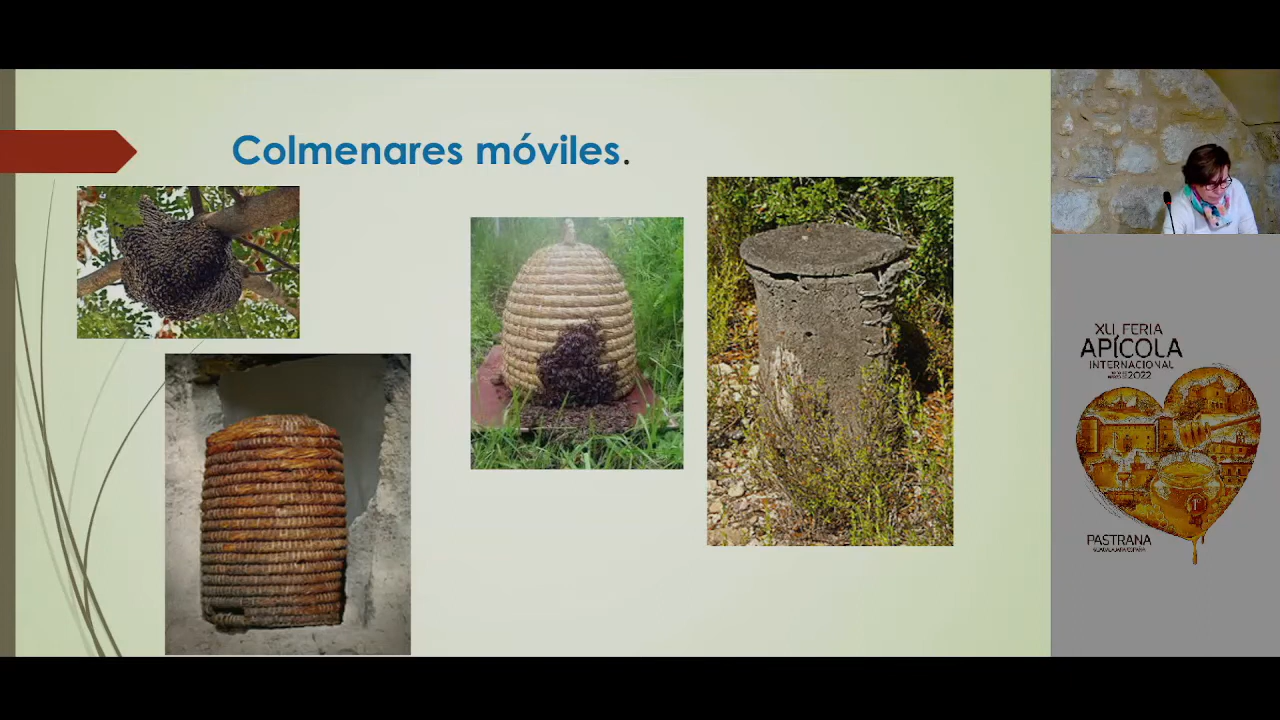 Colmenares móviles.
XLI FERIA
APÍCOLA
INTERNACIONAL
2022
PASTRANA
GUADALAJARA ESPAÑA